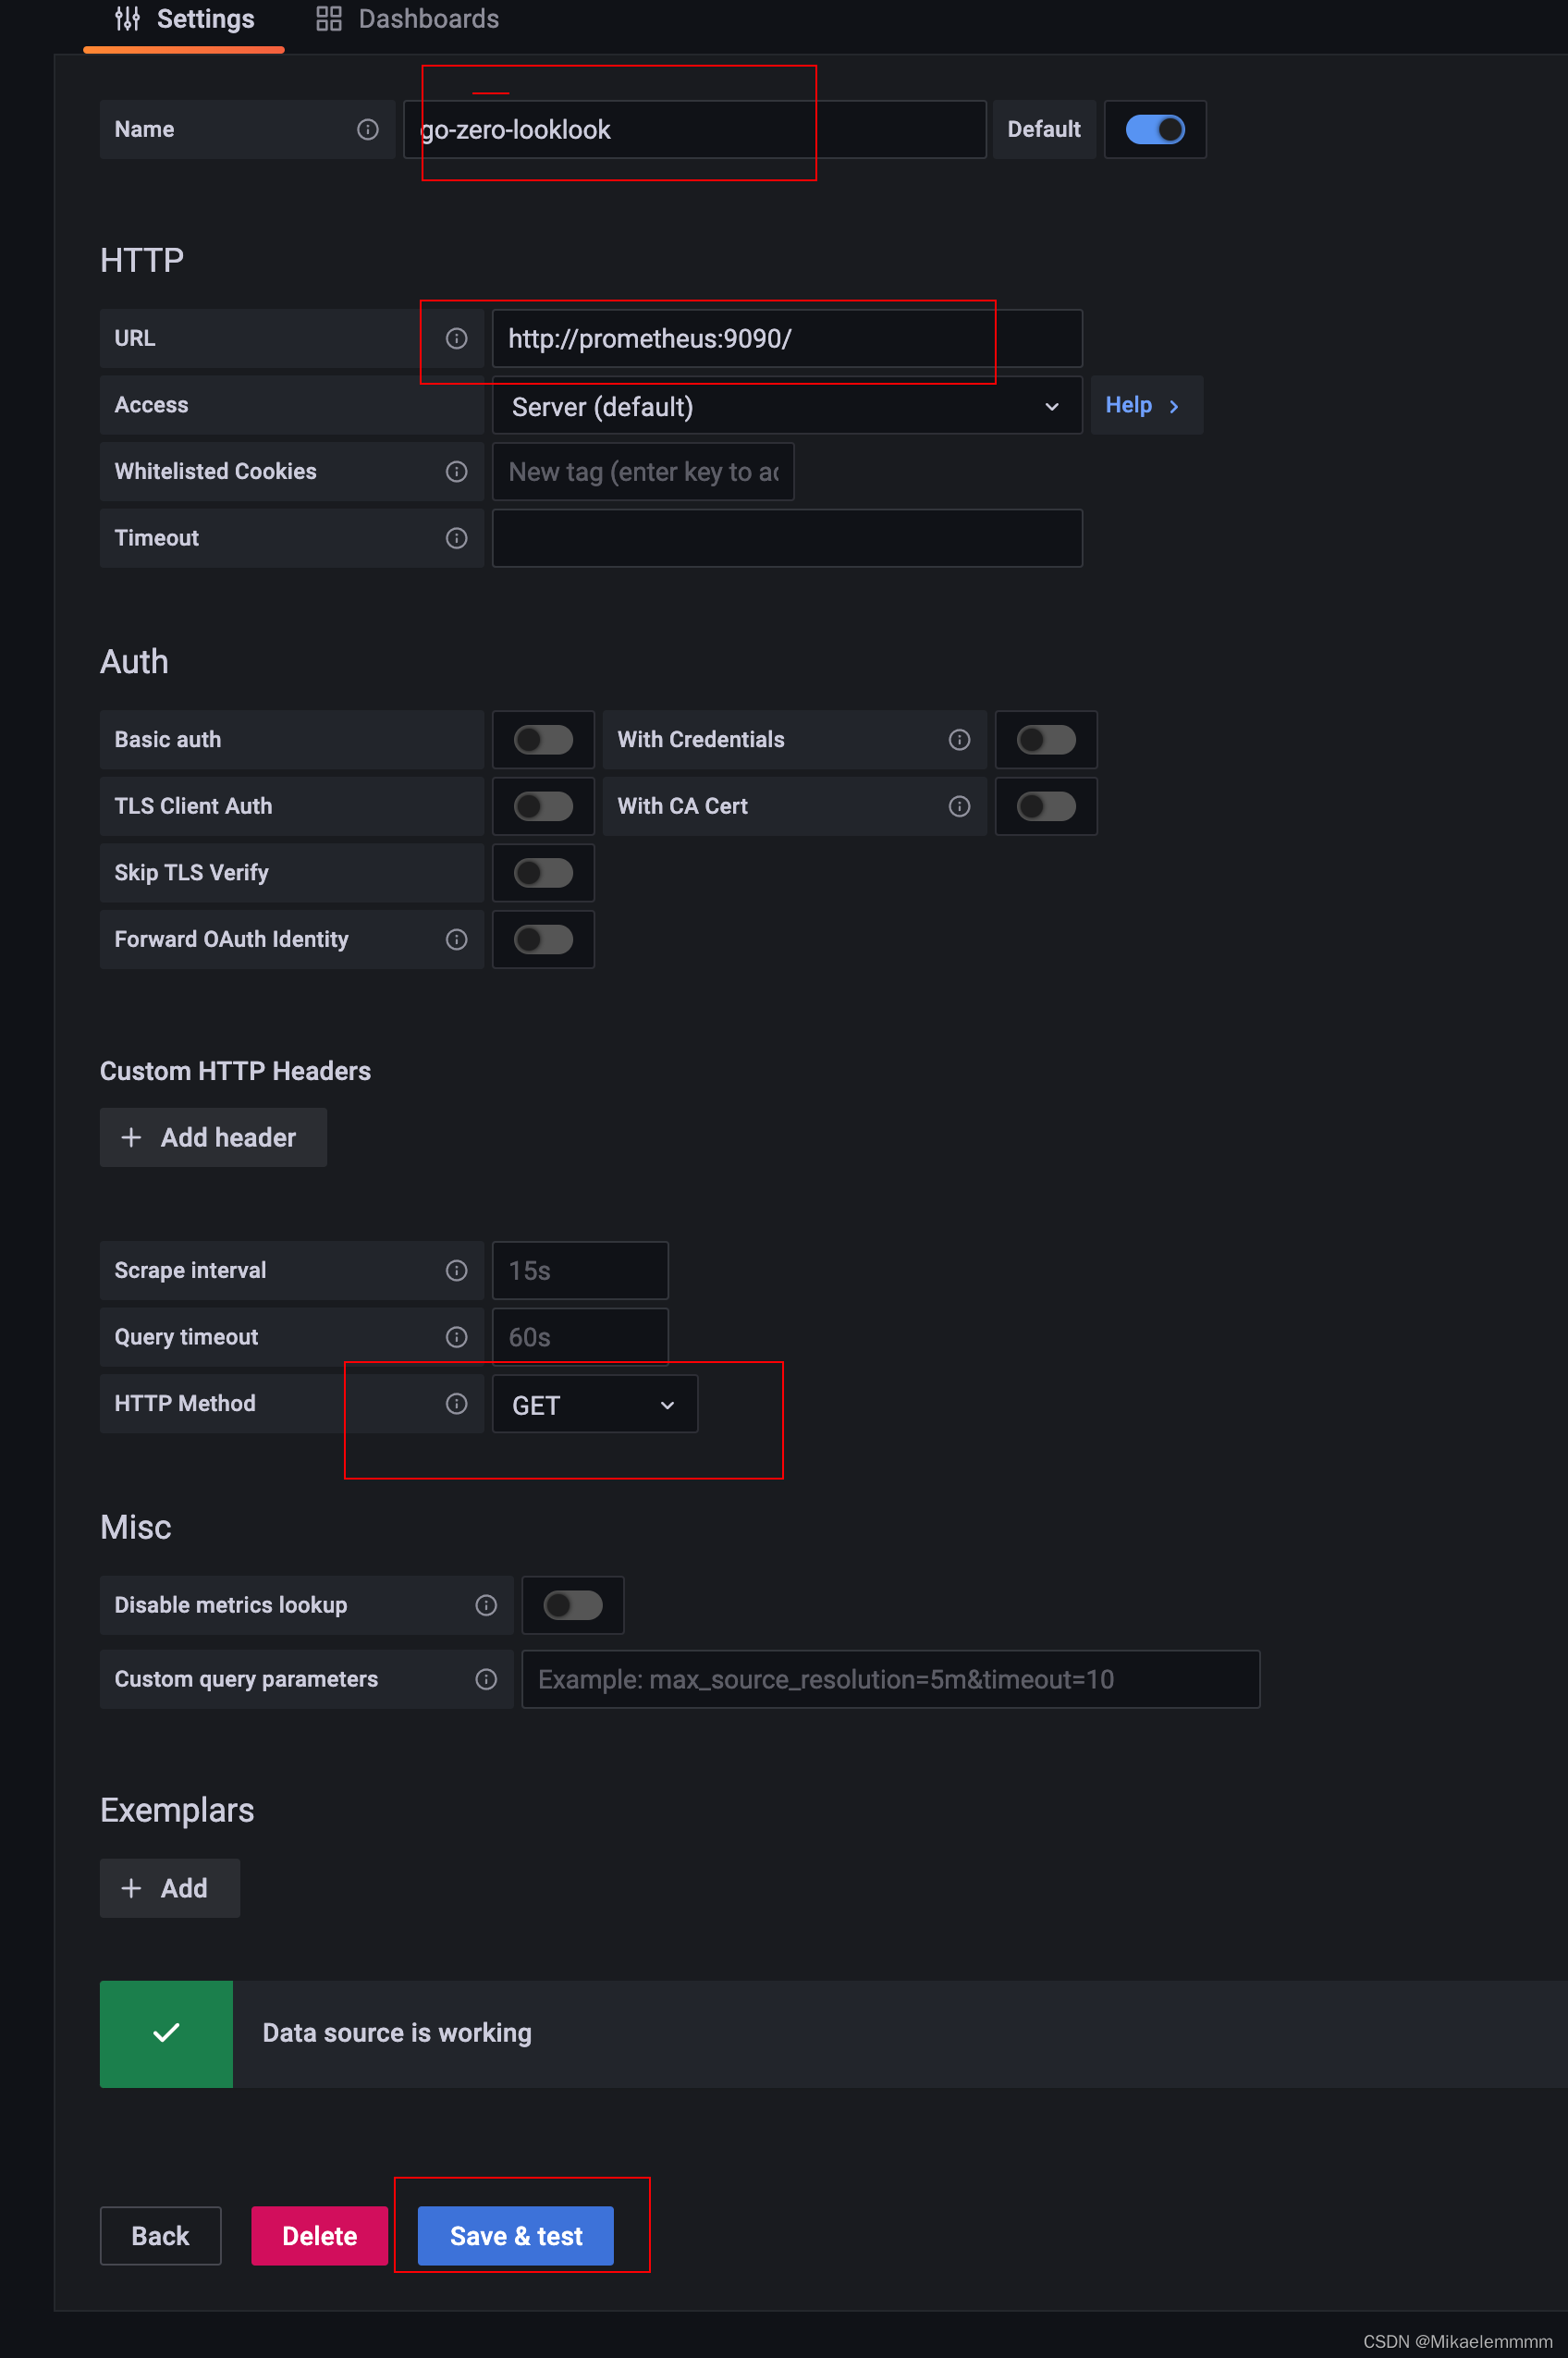 Settings Dashboards
Name go-zero-looklook Default
HTTP
URL http://prometheus:9090/
Access Server (default) Help
Whitelisted Cookies New tag (enter key to ac
Timeout
Auth
Basic auth With Credentials
TLS Client Auth With CA Cert
Skip TLS Verify
Forward OAuth Identity
Custom HTTP Headers
+ Add header
Scrape interval 15s
Query timeout 60s
HTTP Method GET
Misc
Disable metrics lookup
Custom query parameters Example: max_source_resolution=5m&timeout=10
Exemplars
+ Add
Data source is working
Back Delete Save & test
CSDN @Mikaelemmmm